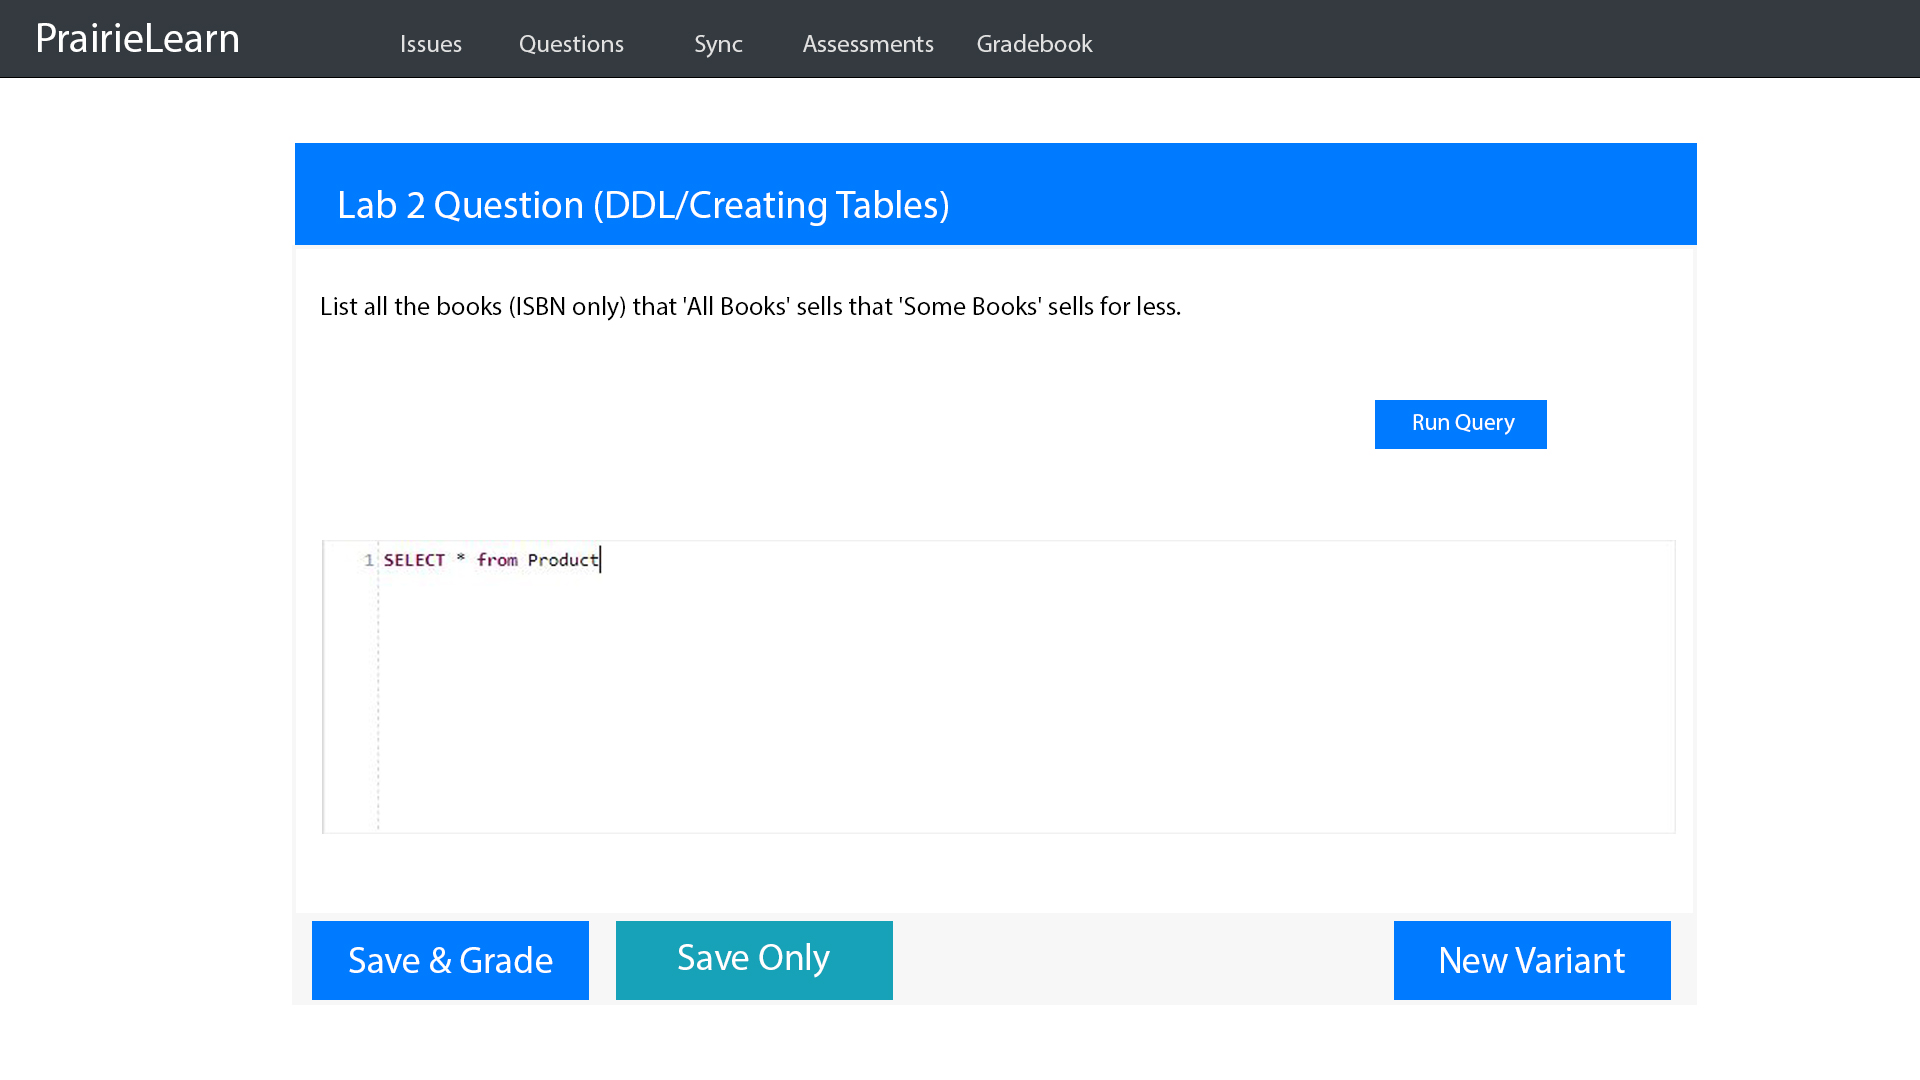 PrairieLearn Issues Questions Sync Assessments Gradebook
Lab 2 Question (DDL/Creating Tables)
List all the books (ISBN only) that 'All Books' sells that 'Some Books' sells for less.
Run Query
1 SELECT * from Product
Save & Grade Save Only New Variant